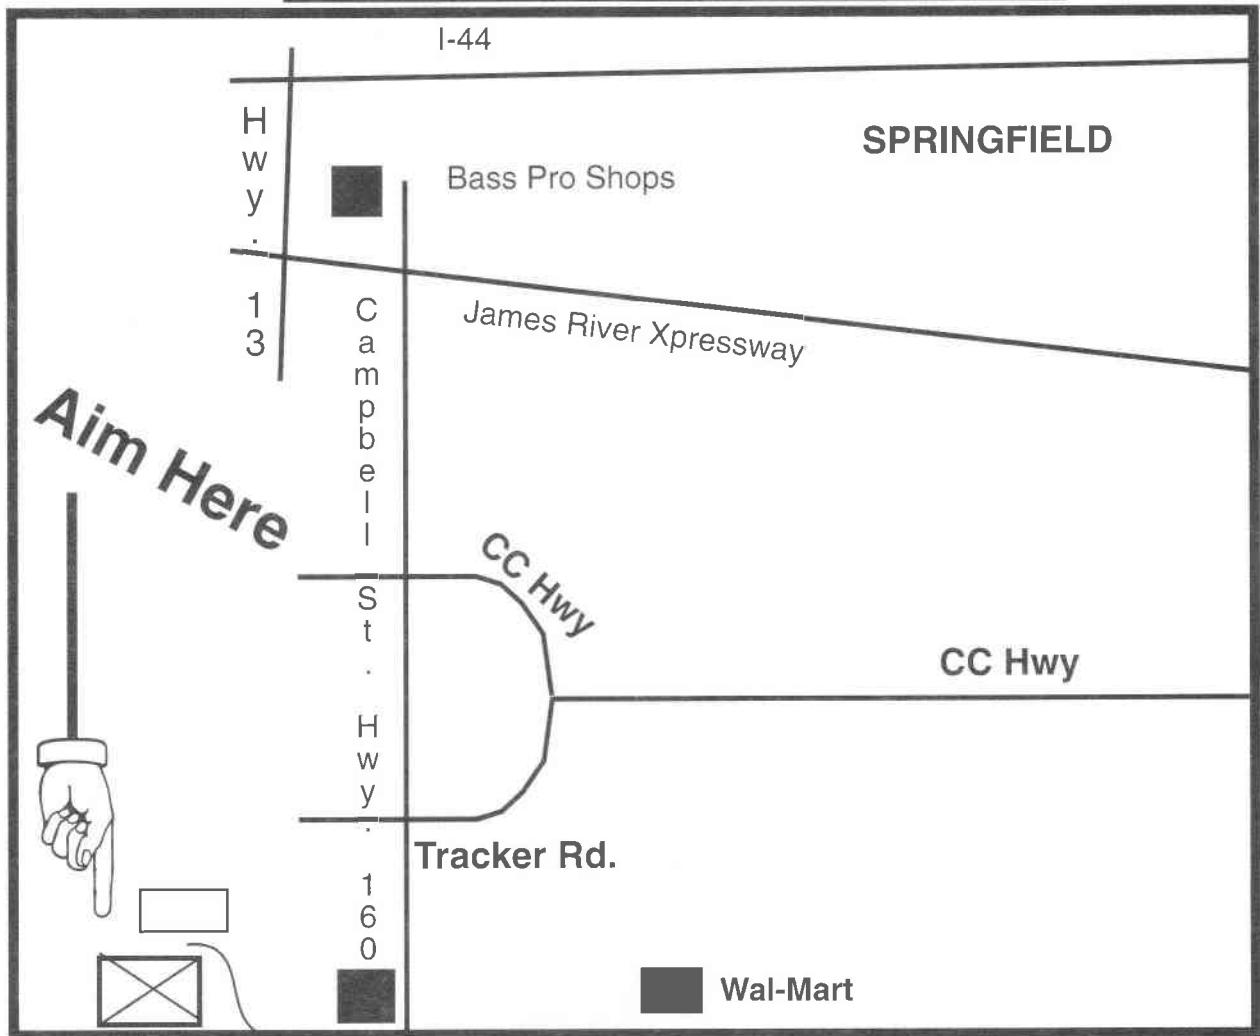 I-44
Hwy. 13
SPRINGFIELD
Bass Pro Shops
James River Xpressway
Campbell St. Hwy. 160
Aim Here
CC Hwy
CC Hwy
Tracker Rd.
Wal-Mart